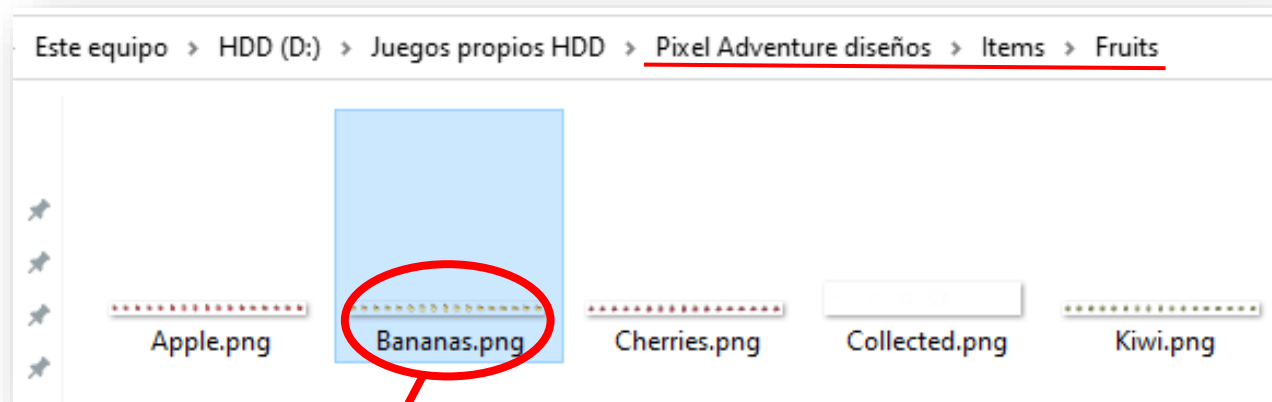 Este equipo > HDD (D:) > Juegos propios HDD > Pixel Adventure diseños > Items > Fruits
Apple.png Bananas.png Cherries.png Collected.png Kiwi.png